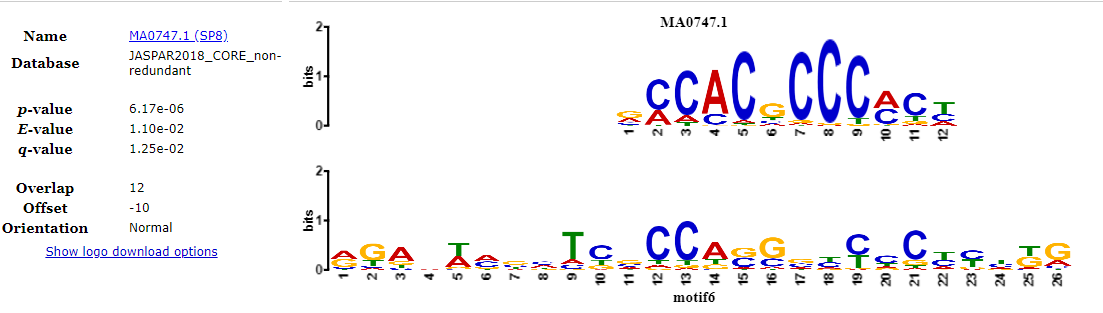 Name MA0747.1 (SP8)
Database JASPAR2018_CORE_non-
redundant
p-value 6.17e-06
E-value 1.10e-02
q-value 1.25e-02
Overlap 12
Offset -10
Orientation Normal
Show logo download options
MA0747.1
2
bits
1
0
1 2 3 4 5 6 7 8 9 10 11 12
2
bits
1
0
1 2 3 4 5 6 7 8 9 10 11 12 13 14 15 16 17 18 19 20 21 22 23 24 25 26
motif6